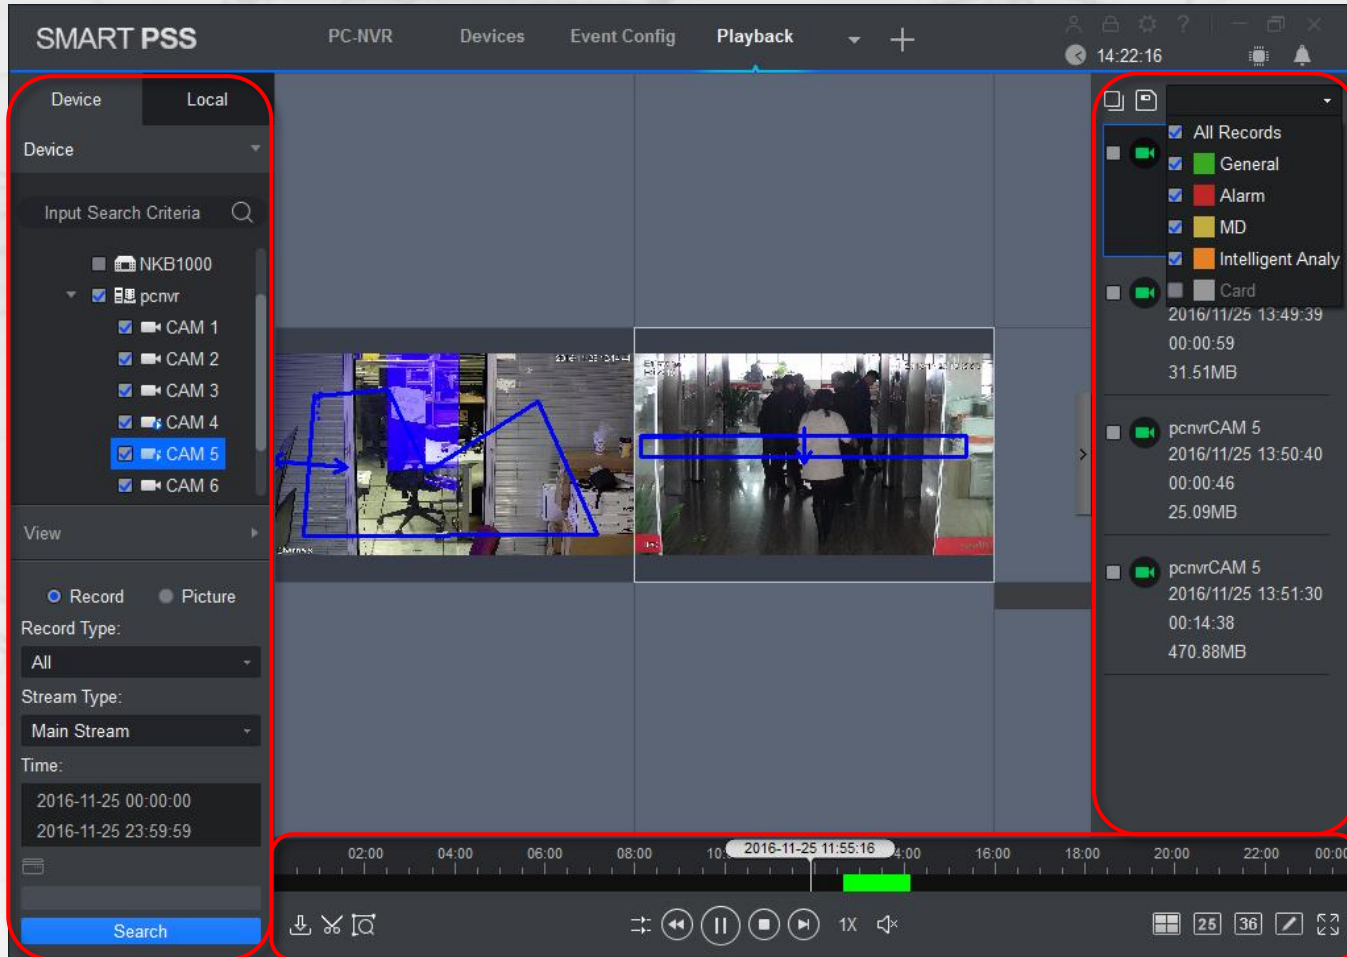 SMART PSS
PC-NVR
Devices
Event Config
Playback
14:22:16
Device
Local
Device
Input Search Criteria
NKB1000
pcnvr
CAM 1
CAM 2
CAM 3
CAM 4
CAM 5
CAM 6
View
Record
Picture
Record Type:
All
Stream Type:
Main Stream
Time:
2016-11-25 00:00:00
2016-11-25 23:59:59
Search
All Records
General
Alarm
MD
Intelligent Analy
Card
2016/11/25 13:49:39
00:00:59
31.51MB
pcnvrCAM 5
2016/11/25 13:50:40
00:00:46
25.09MB
pcnvrCAM 5
2016/11/25 13:51:30
00:14:38
470.88MB
02:00 04:00 06:00 08:00 10: 2016-11-25 11:55:16 4:00 16:00 18:00 20:00 22:00 00:00
1X
25 36